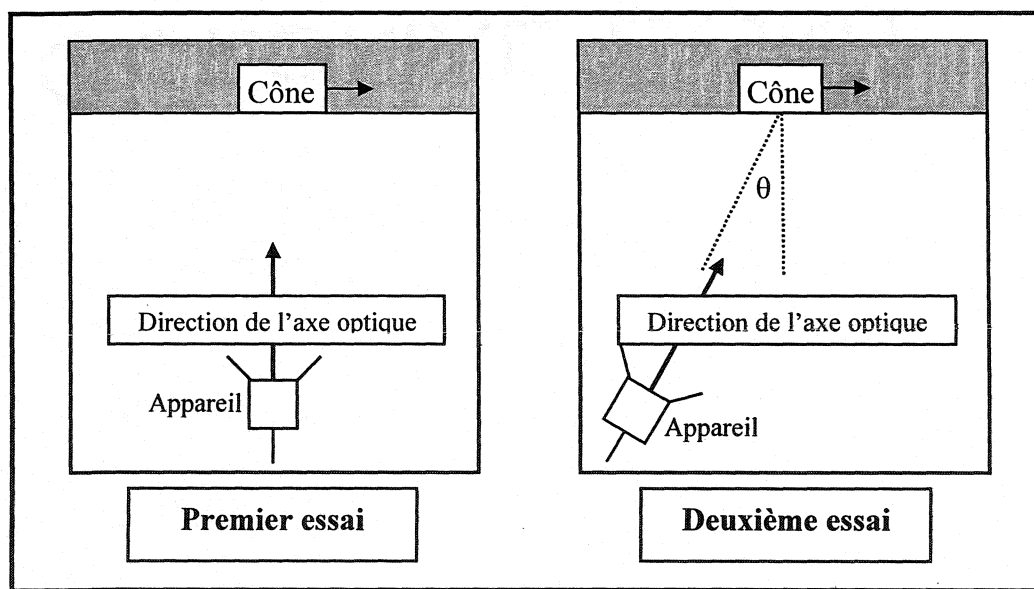 Cône
Direction de l'axe optique
Appareil
Premier essai
Cône
θ
Direction de l'axe optique
Appareil
Deuxième essai